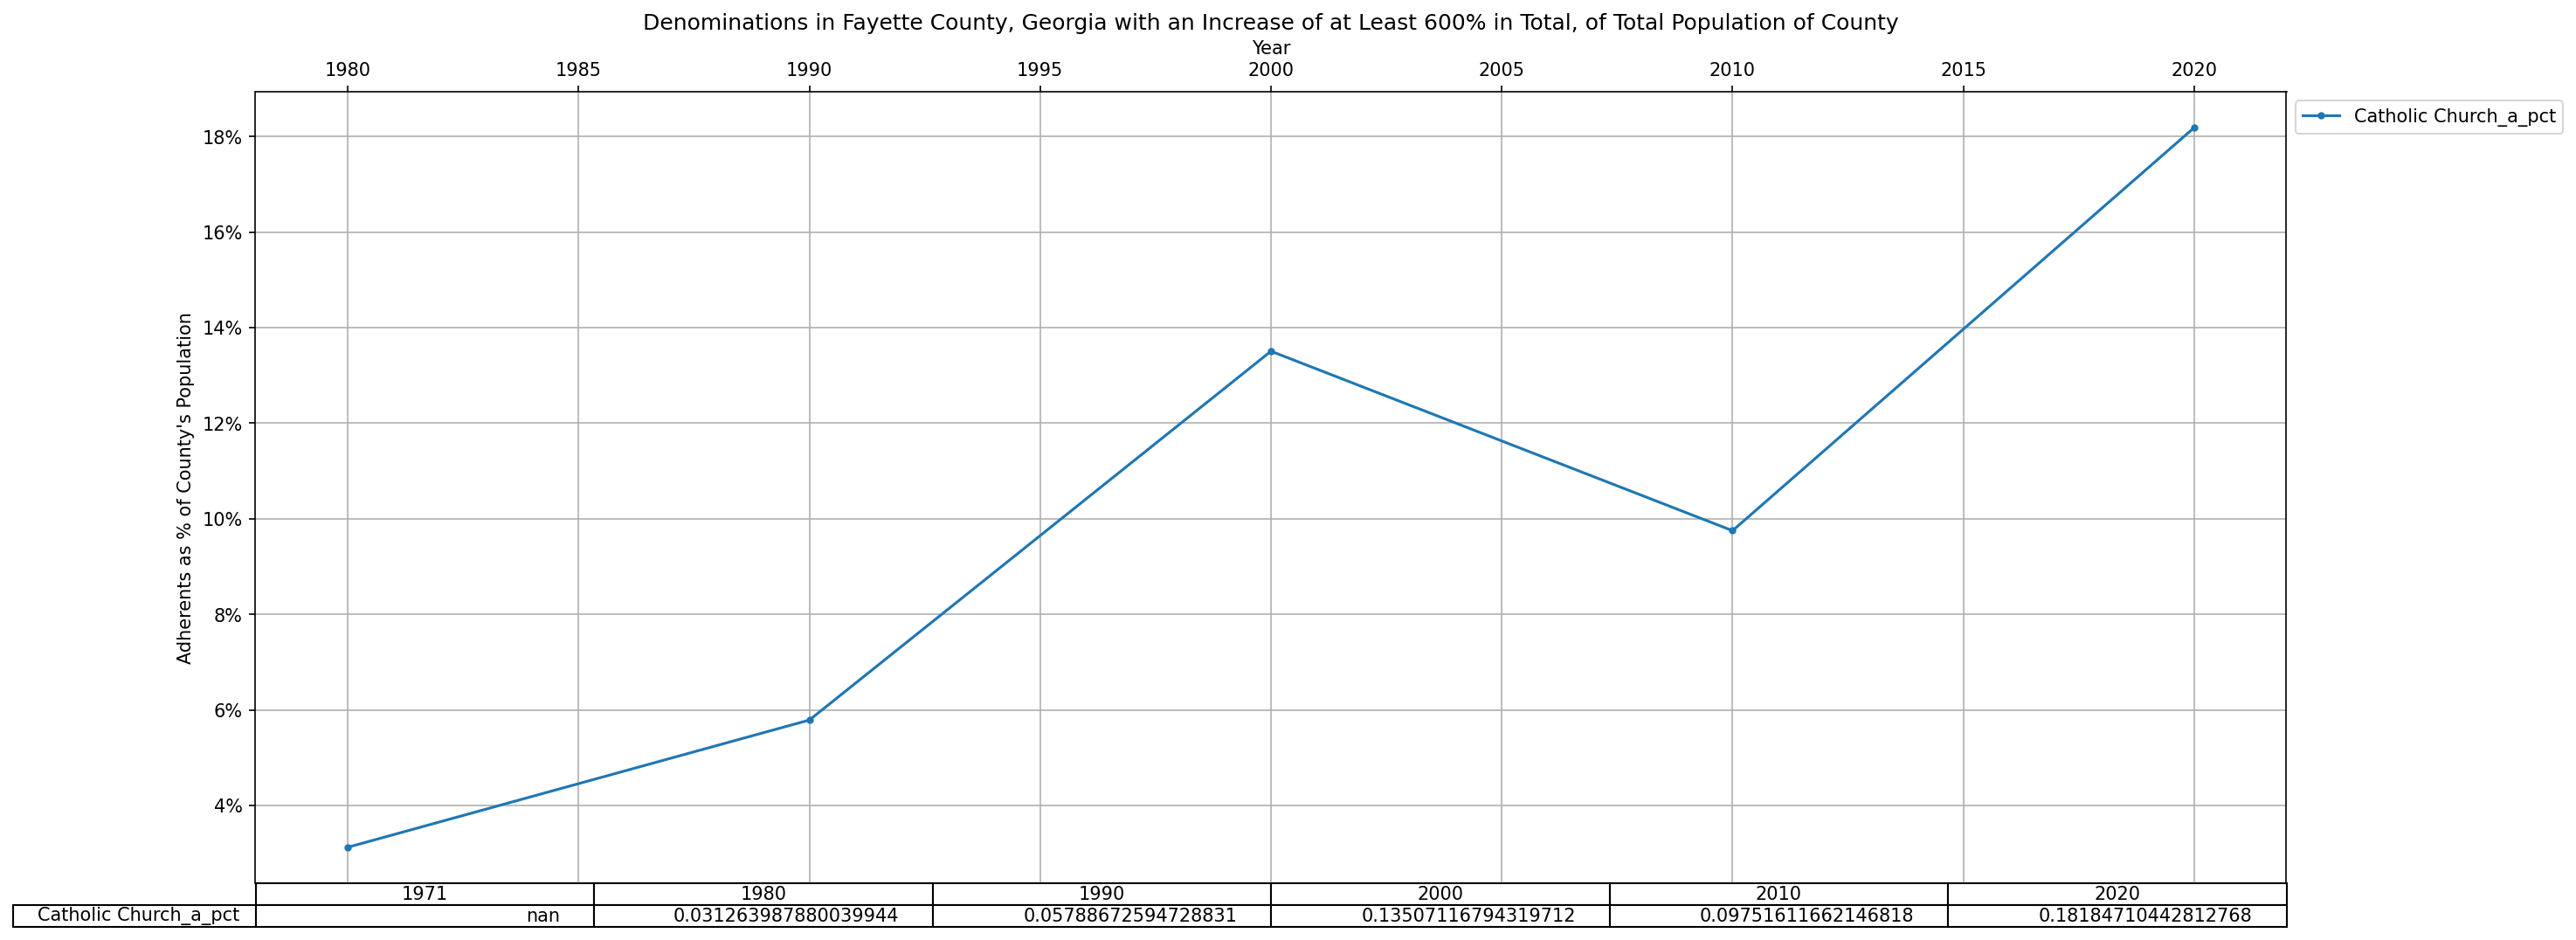 Denominations in Fayette County, Georgia with an Increase of at Least 600% in Total, of Total Population of County
Year
1980 1985 1990 1995 2000 2005 2010 2015 2020
Catholic Church_a_pct
Adherents as % of County's Population
18%
16%
14%
12%
10%
8%
6%
4%
1971 1980 1990 2000 2010 2020
Catholic Church_a_pct nan 0.031263987880039944 0.05788672594728831 0.13507116794319712 0.09751611662146818 0.18184710442812768